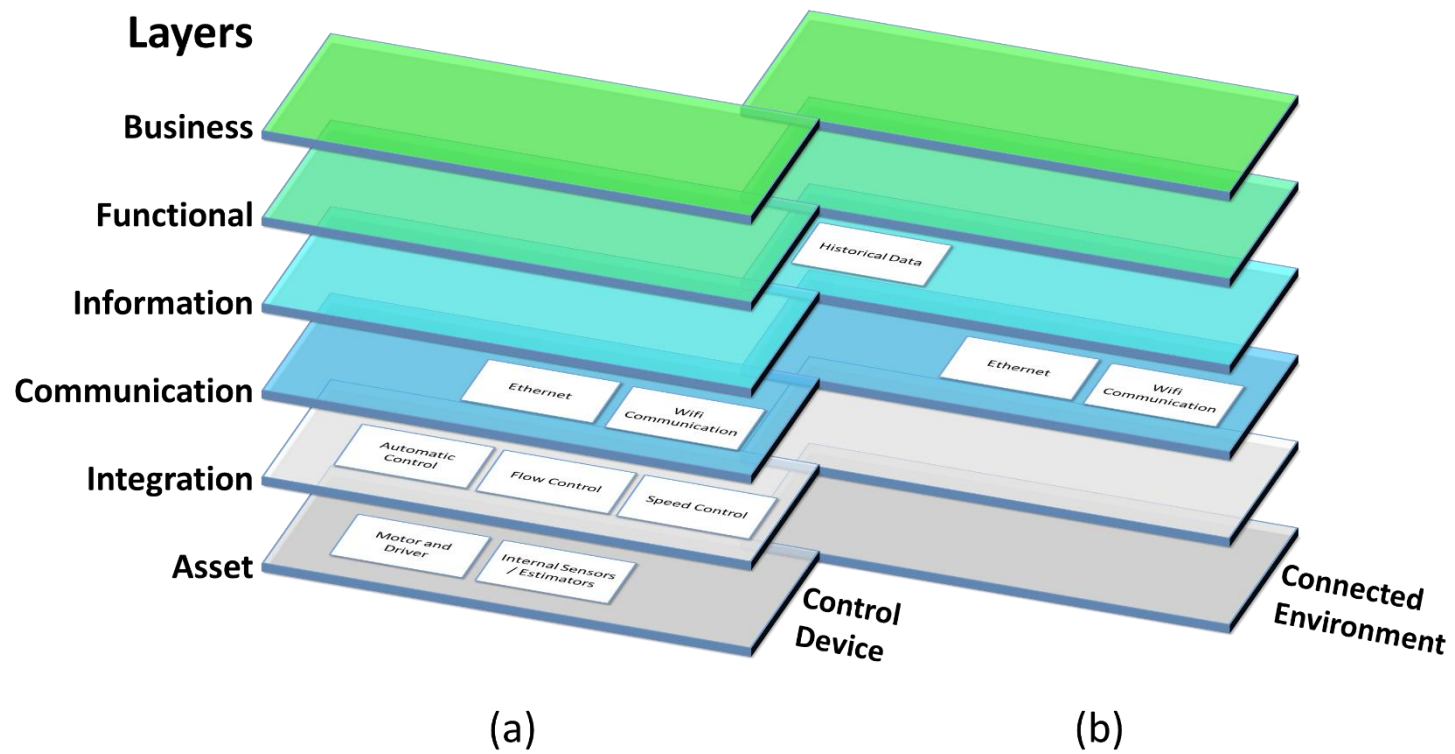 Layers
Business
Functional
Historical Data
Information
Communication
Ethernet
Wifi
Communication
Ethernet
Wifi
Communication
Integration
Automatic
Control
Flow Control
Speed Control
Asset
Motor and
Driver
Internal Sensors
/ Estimators
Control
Device
Connected
Environment
(a)
(b)